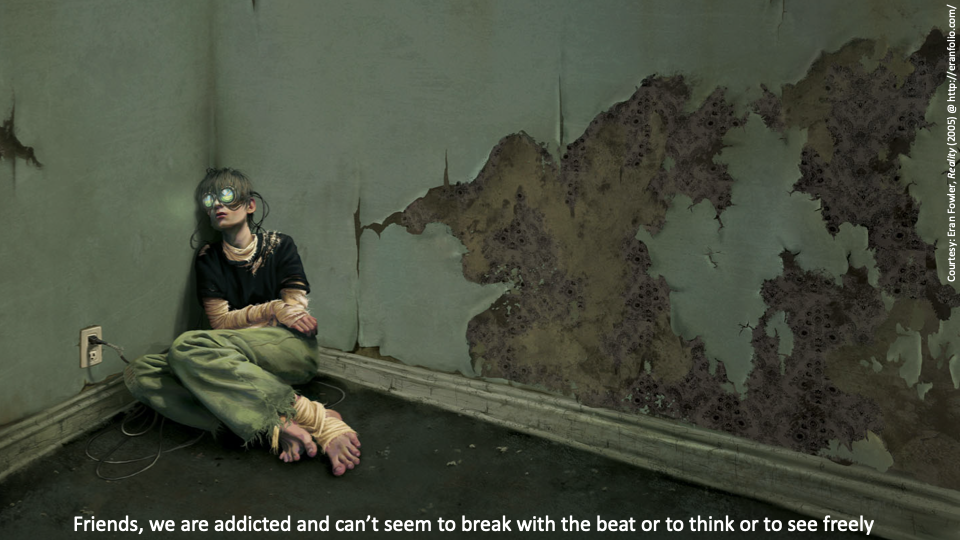 Courtesy: Eran Fowler, Reality (2005) @ http://eranfolio.com/
Friends, we are addicted and can’t seem to break with the beat or to think or to see freely